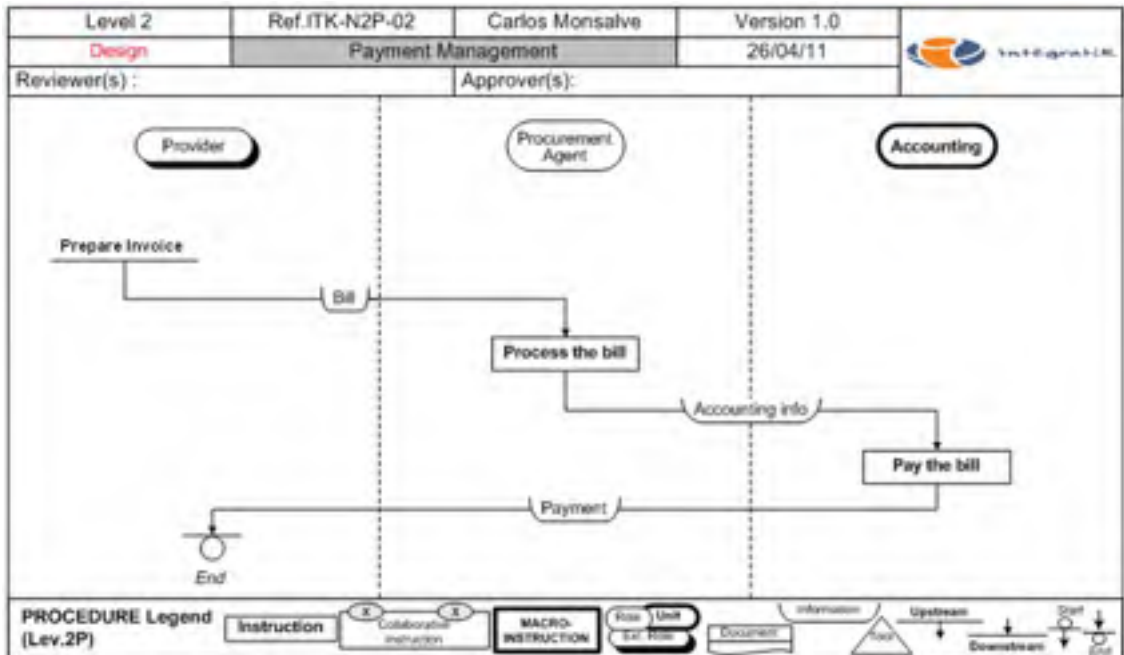 Level 2
Ref.ITK-N2P-02
Carlos Monsalve
Version 1.0
Design
Payment Management
26/04/11
integratiK
Reviewer(s) :
Approver(s):
Provider
Procurement
Agent
Accounting
Prepare Invoice
Bill
Process the bill
Accounting info
Pay the bill
Payment
End
PROCEDURE Legend
(Lev.2P)
Instruction
X
X
Collaborative
instruction
MACRO-
INSTRUCTION
Role
Unit
Ext. Role
Document
Information
Tool
Upstream
Downstream
Start
End